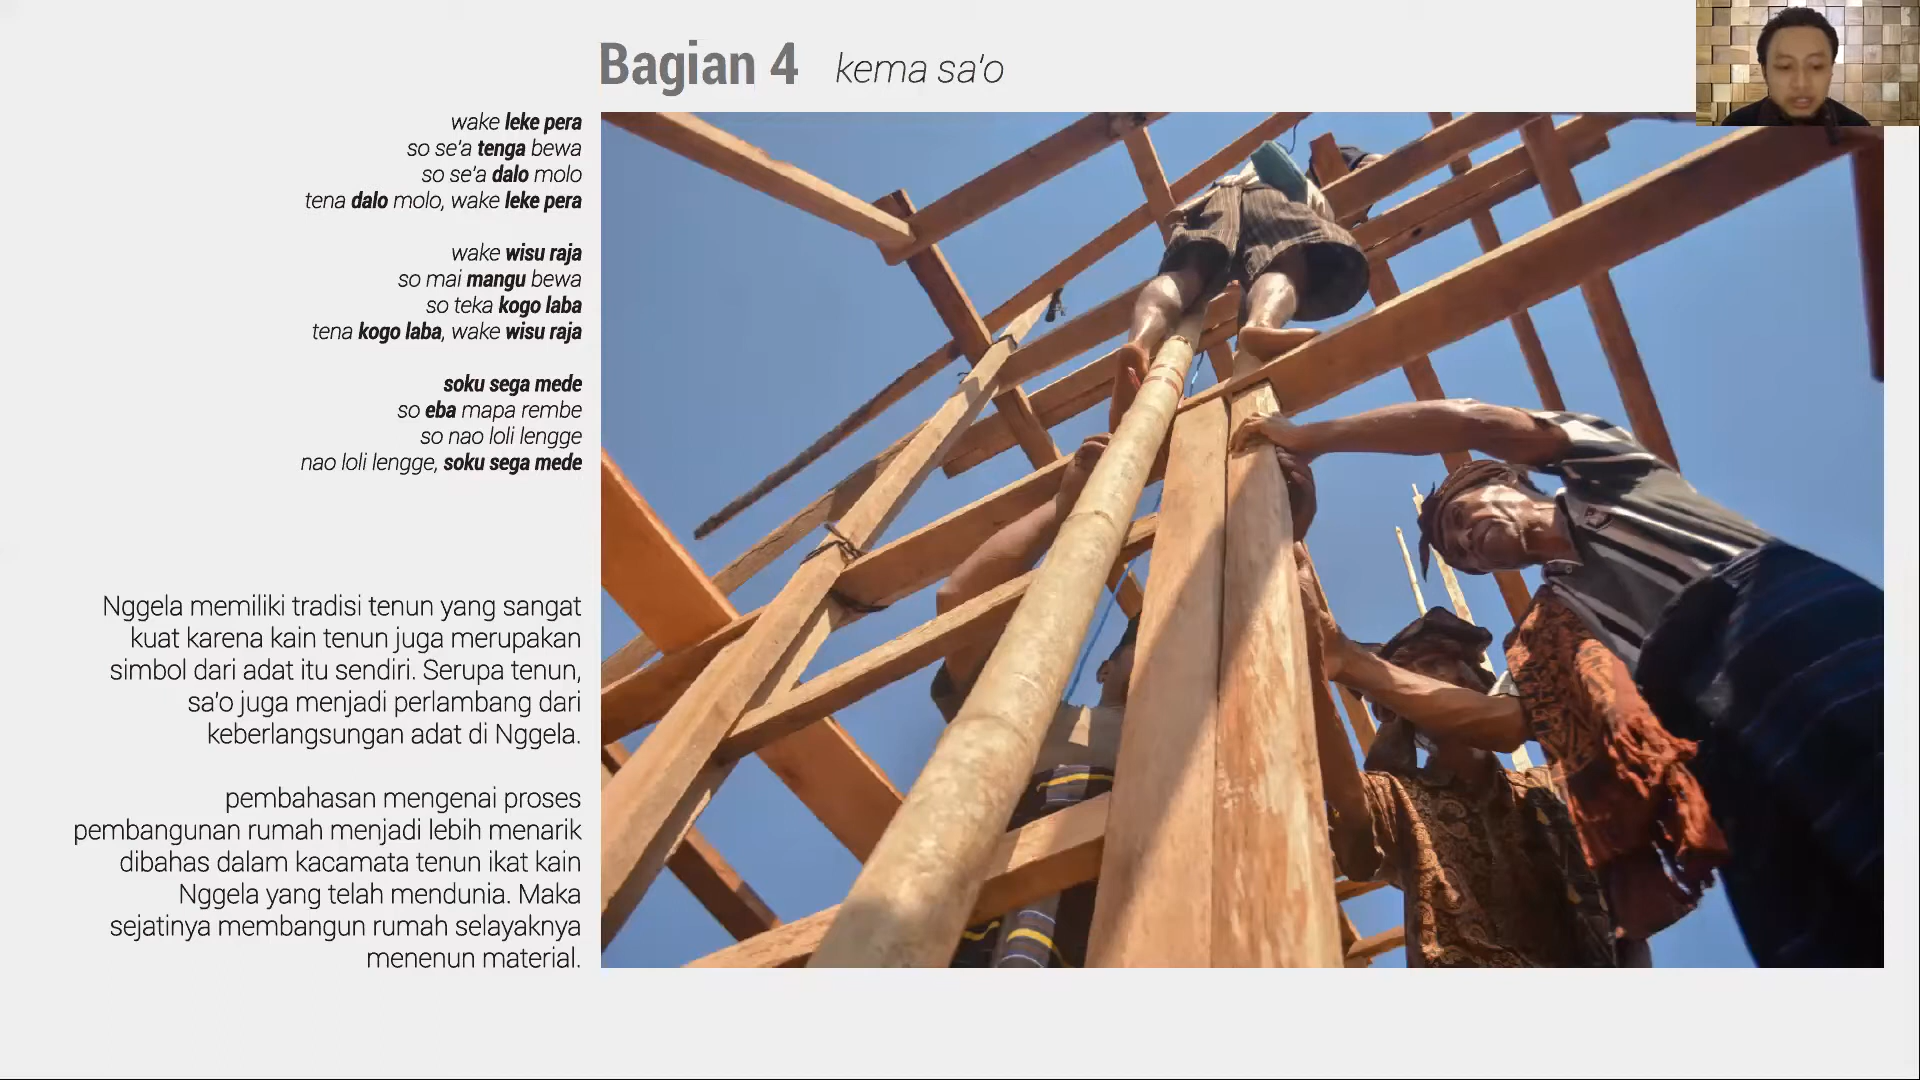 Bagian 4 kema sa'o
wake leke pera
so se'a tenga bewa
so se'a dalo molo
tena dalo molo, wake leke pera
wake wisu raja
so mai mangu bewa
so teka kogo laba
tena kogo laba, wake wisu raja
soku sega mede
so eba mapa rembe
so nao loli lengge
nao loli lengge, soku sega mede
Nggela memiliki tradisi tenun yang sangat
kuat karena kain tenun juga merupakan
simbol dari adat itu sendiri. Serupa tenun,
sa'o juga menjadi perlambang dari
keberlangsungan adat di Nggela.
pembahasan mengenai proses
pembangunan rumah menjadi lebih menarik
dibahas dalam kacamata tenun ikat kain
Nggela yang telah mendunia. Maka
sejatinya membangun rumah selayaknya
menenun material.